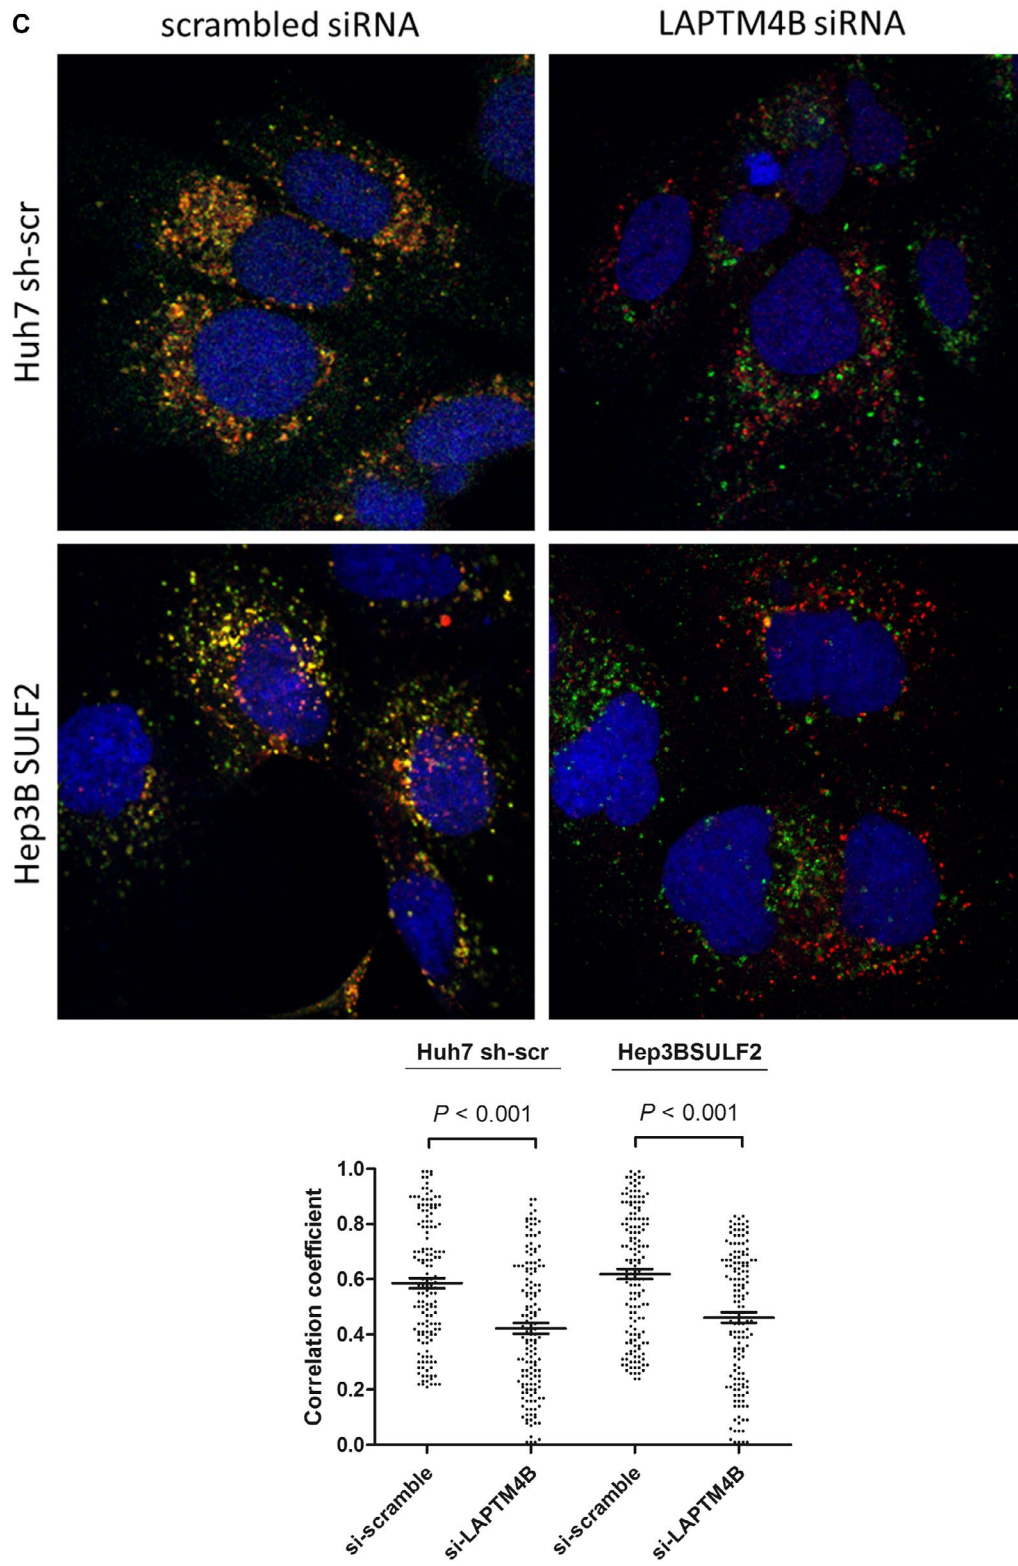 C
scrambled siRNA
LAPTM4B siRNA
Huh7 sh-scr
Hep3B SULF2
Huh7 sh-scr
Hep3BSULF2
P < 0.001
P < 0.001
Correlation coefficient
1.0
0.8
0.6
0.4
0.2
0.0
si-scramble
si-LAPTM4B
si-scramble
si-LAPTM4B